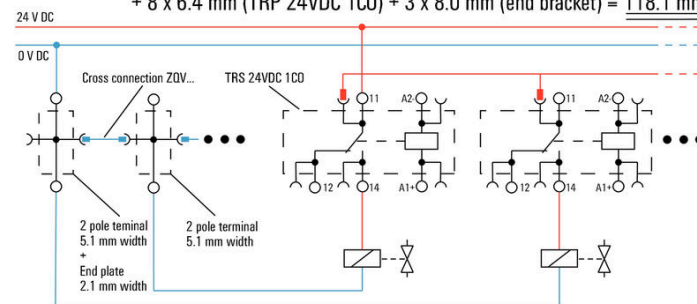 + 8 x 6.4 mm (TRP 24VDC 1CO) + 3 x 8.0 mm (end bracket) = 118.1 mm
24 V DC
0 V DC
Cross connection ZQV...
TRS 24VDC 1CO
11
A2-
11
A2-
12
14
A1+
12
14
A1+
2 pole teminal
5.1 mm width
+
End plate
2.1 mm width
2 pole terminal
5.1 mm width